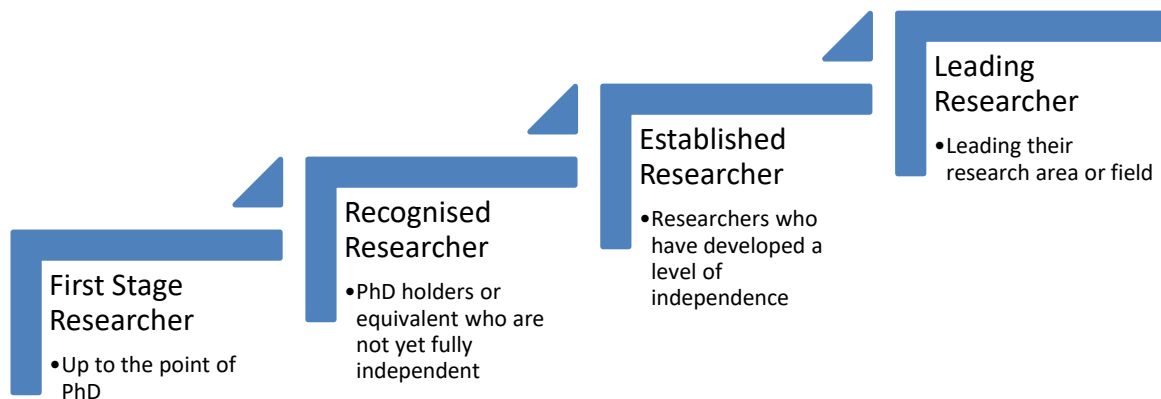 First Stage
Researcher
•Up to the point of
PhD
Recognised
Researcher
•PhD holders or
equivalent who are
not yet fully
independent
Established
Researcher
•Researchers who
have developed a
level of
independence
Leading
Researcher
•Leading their
research area or field